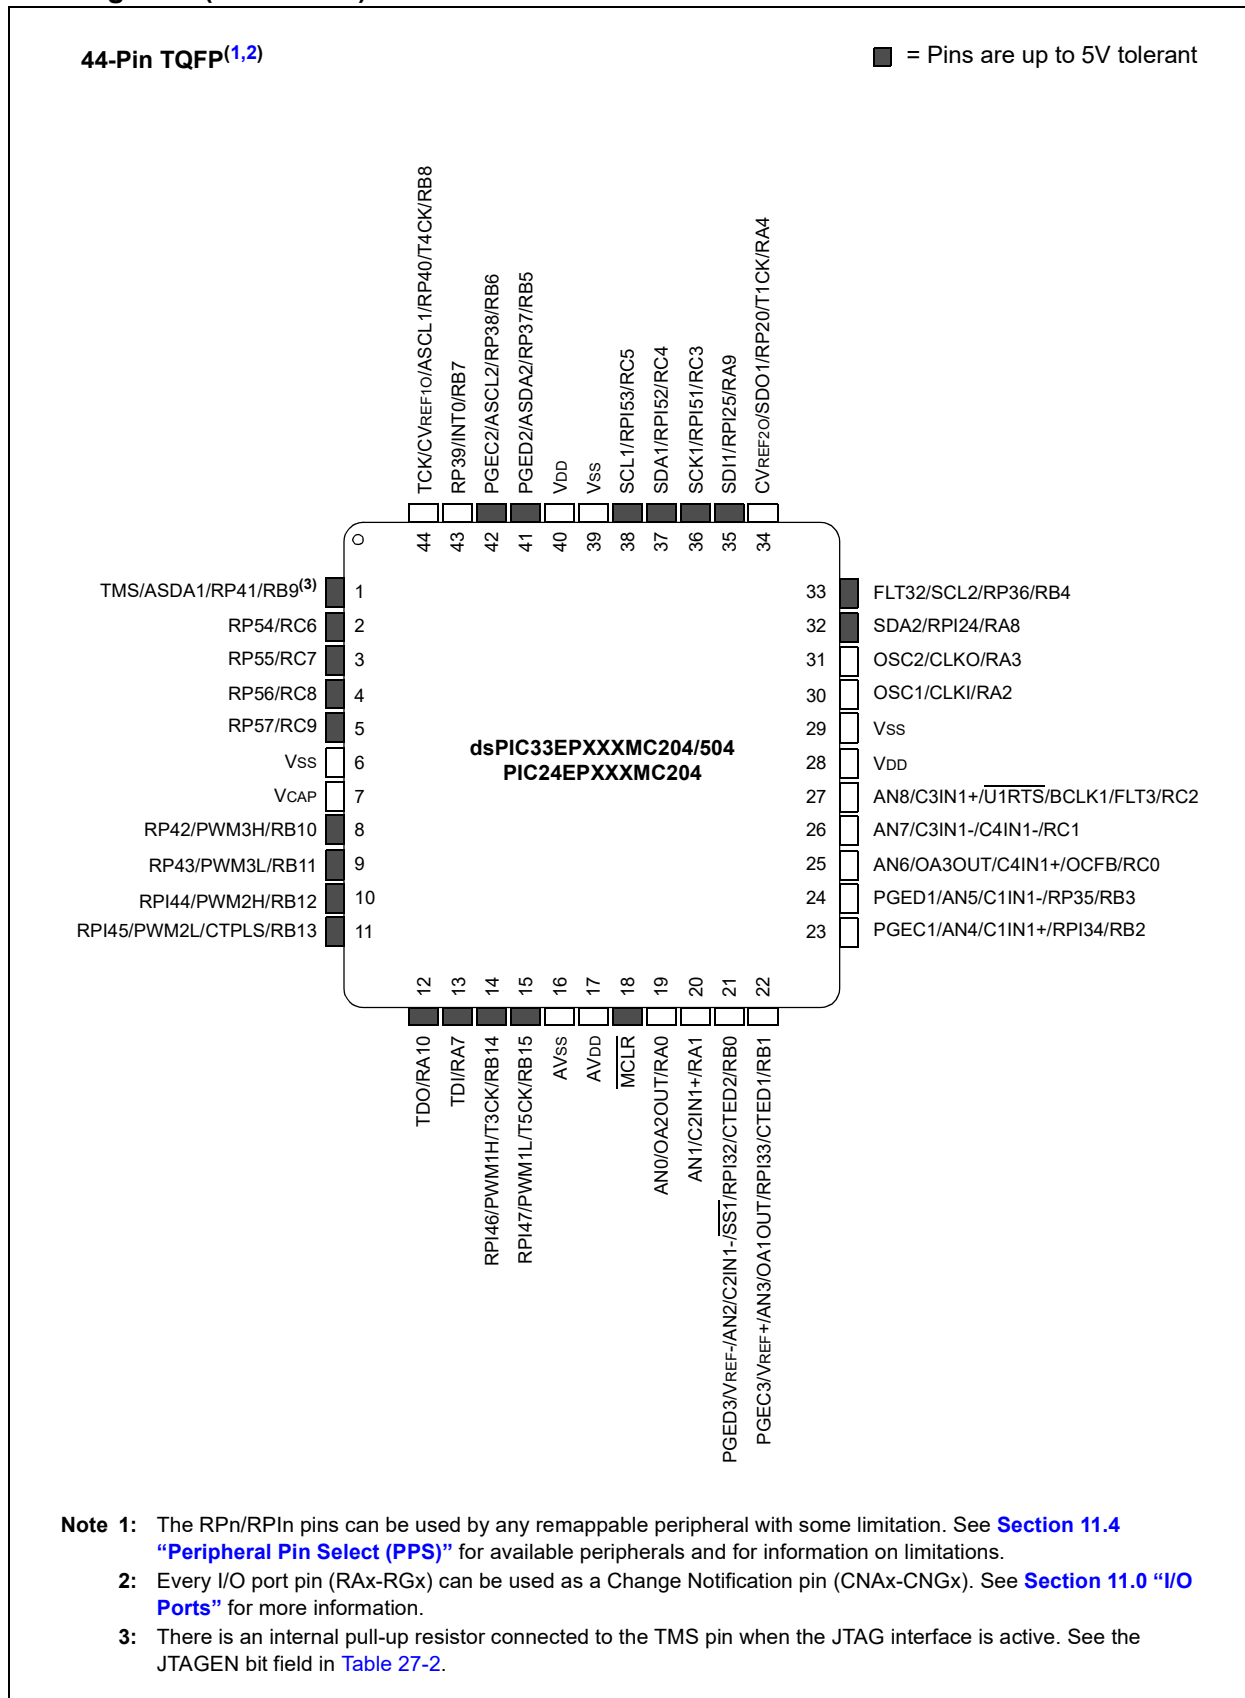 44-Pin TQFP(1,2)
= Pins are up to 5V tolerant
TCK/CVREF1O/ASCL1/RP40/T4CK/RB8
RP39/INT0/RB7
PGEC2/ASCL2/RP38/RB6
PGED2/ASDA2/RP37/RB5
VDD
VSS
SCL1/RPI53/RC5
SDA1/RPI52/RC4
SCK1/RPI51/RC3
SDI1/RPI25/RA9
CVREF2O/SDO1/RP20/T1CK/RA4
44 43 42 41 40 39 38 37 36 35 34
TMS/ASDA1/RP41/RB9(3) 1
RP54/RC6 2
RP55/RC7 3
RP56/RC8 4
RP57/RC9 5
VSS 6
VCAP 7
RP42/PWM3H/RB10 8
RP43/PWM3L/RB11 9
RPI44/PWM2H/RB12 10
RPI45/PWM2L/CTPLS/RB13 11
dsPIC33EPXXXMC204/504
PIC24EPXXXMC204
33 FLT32/SCL2/RP36/RB4
32 SDA2/RPI24/RA8
31 OSC2/CLKO/RA3
30 OSC1/CLKI/RA2
29 VSS
28 VDD
27 AN8/C3IN1+/U1RTS/BCLK1/FLT3/RC2
26 AN7/C3IN1-/C4IN1-/RC1
25 AN6/OA3OUT/C4IN1+/OCFB/RC0
24 PGED1/AN5/C1IN1-/RP35/RB3
23 PGEC1/AN4/C1IN1+/RPI34/RB2
12 13 14 15 16 17 18 19 20 21 22
TDO/RA10
TDI/RA7
RPI46/PWM1H/T3CK/RB14
RPI47/PWM1L/T5CK/RB15
AVSS
AVDD
MCLR
AN0/OA2OUT/RA0
AN1/C2IN1+/RA1
PGED3/VREF-/AN2/C2IN1-/SS1/RPI32/CTED2/RB0
PGEC3/VREF+/AN3/OA1OUT/RPI33/CTED1/RB1
Note 1: The RPn/RPIn pins can be used by any remappable peripheral with some limitation. See Section 11.4
“Peripheral Pin Select (PPS)” for available peripherals and for information on limitations.
2: Every I/O port pin (RAx-RGx) can be used as a Change Notification pin (CNAx-CNGx). See Section 11.0 “I/O
Ports” for more information.
3: There is an internal pull-up resistor connected to the TMS pin when the JTAG interface is active. See the
JTAGEN bit field in Table 27-2.